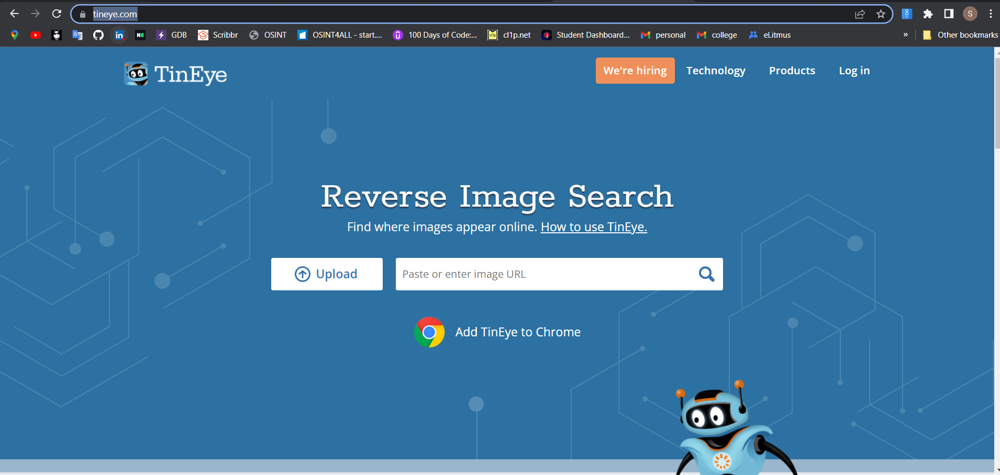 tineye.com
S
GDB Scribbr OSINT OSINT4ALL - start.... 100 Days of Code:... cl1p cl1p.net Student Dashboard... personal college eLitmus » Other bookmarks
TinEye
We're hiring Technology Products Log in
Reverse Image Search
Find where images appear online. How to use TinEye.
Upload Paste or enter image URL
Add TinEye to Chrome